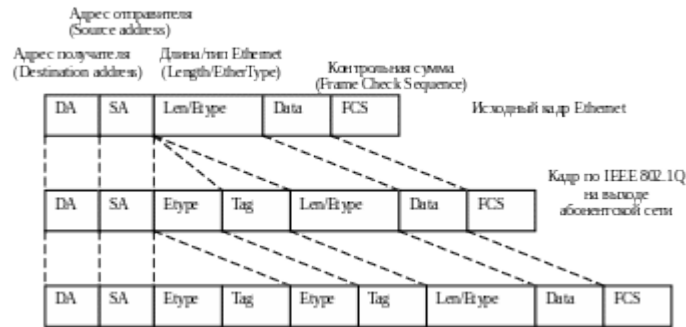 Адрес отправителя
(Source address)
Адрес получателя
(Destination address)
Длина/тип Ethernet
(Length/EtherType)
Контрольная сумма
(Frame Check Sequence)
DA SA Len/Etype Data FCS
Исходный кадр Ethernet
Кадр по IEEE 802.1Q
на выходе
абонентской сети
DA SA Etype Tag Len/Etype Data FCS
DA SA Etype Tag Etype Tag Len/Etype Data FCS